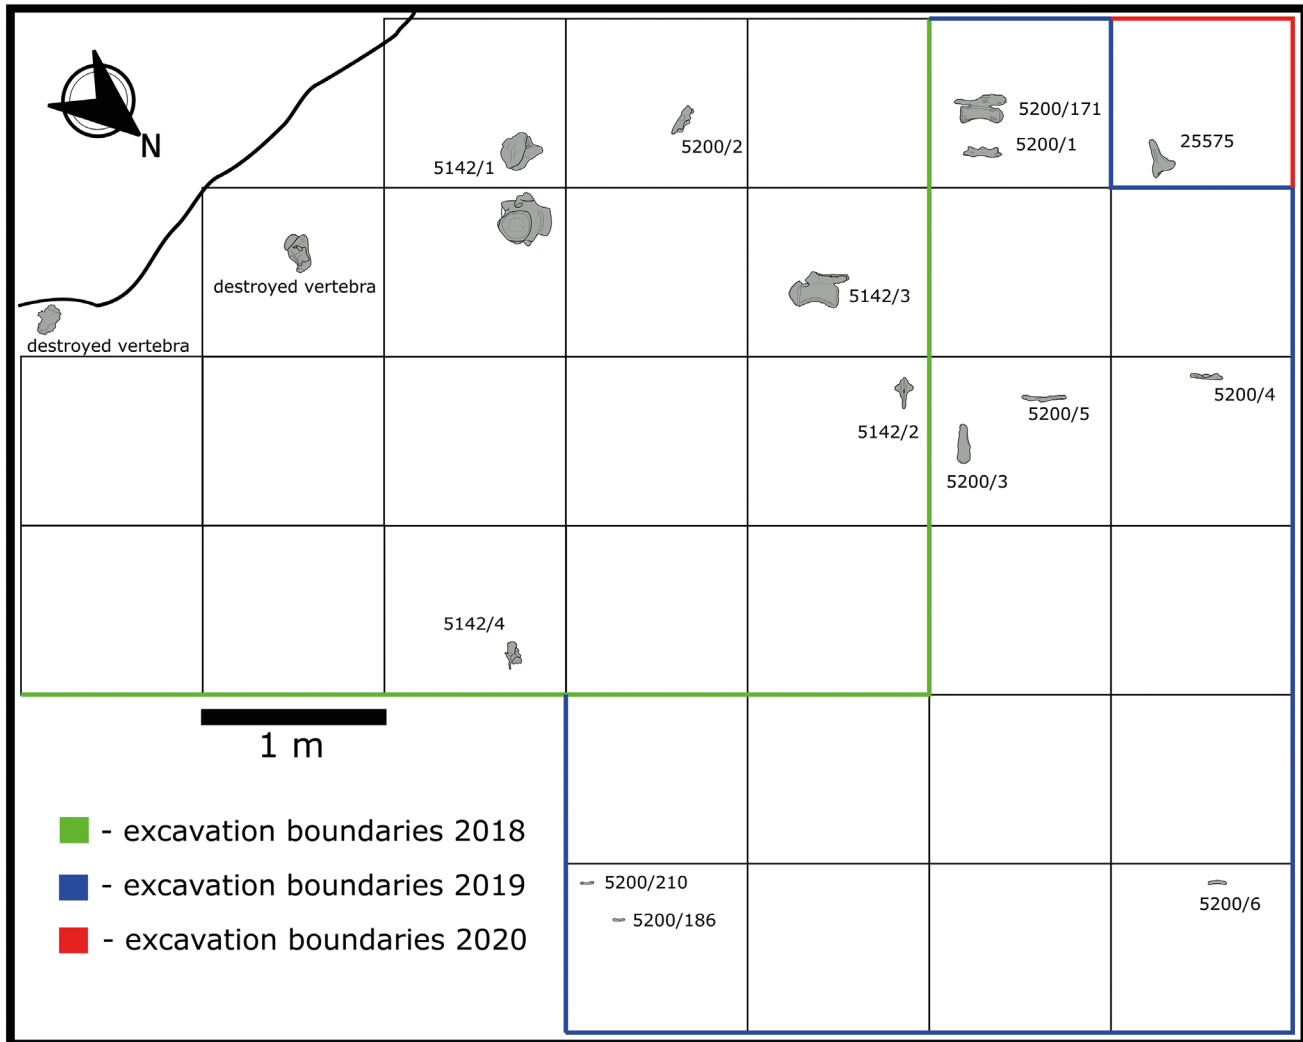 N
5142/1
5200/2
5200/171
5200/1
25575
destroyed vertebra
5142/3
destroyed vertebra
5142/2
5200/5
5200/4
5200/3
5142/4
1 m
- excavation boundaries 2018
- excavation boundaries 2019
- excavation boundaries 2020
5200/210
5200/186
5200/6